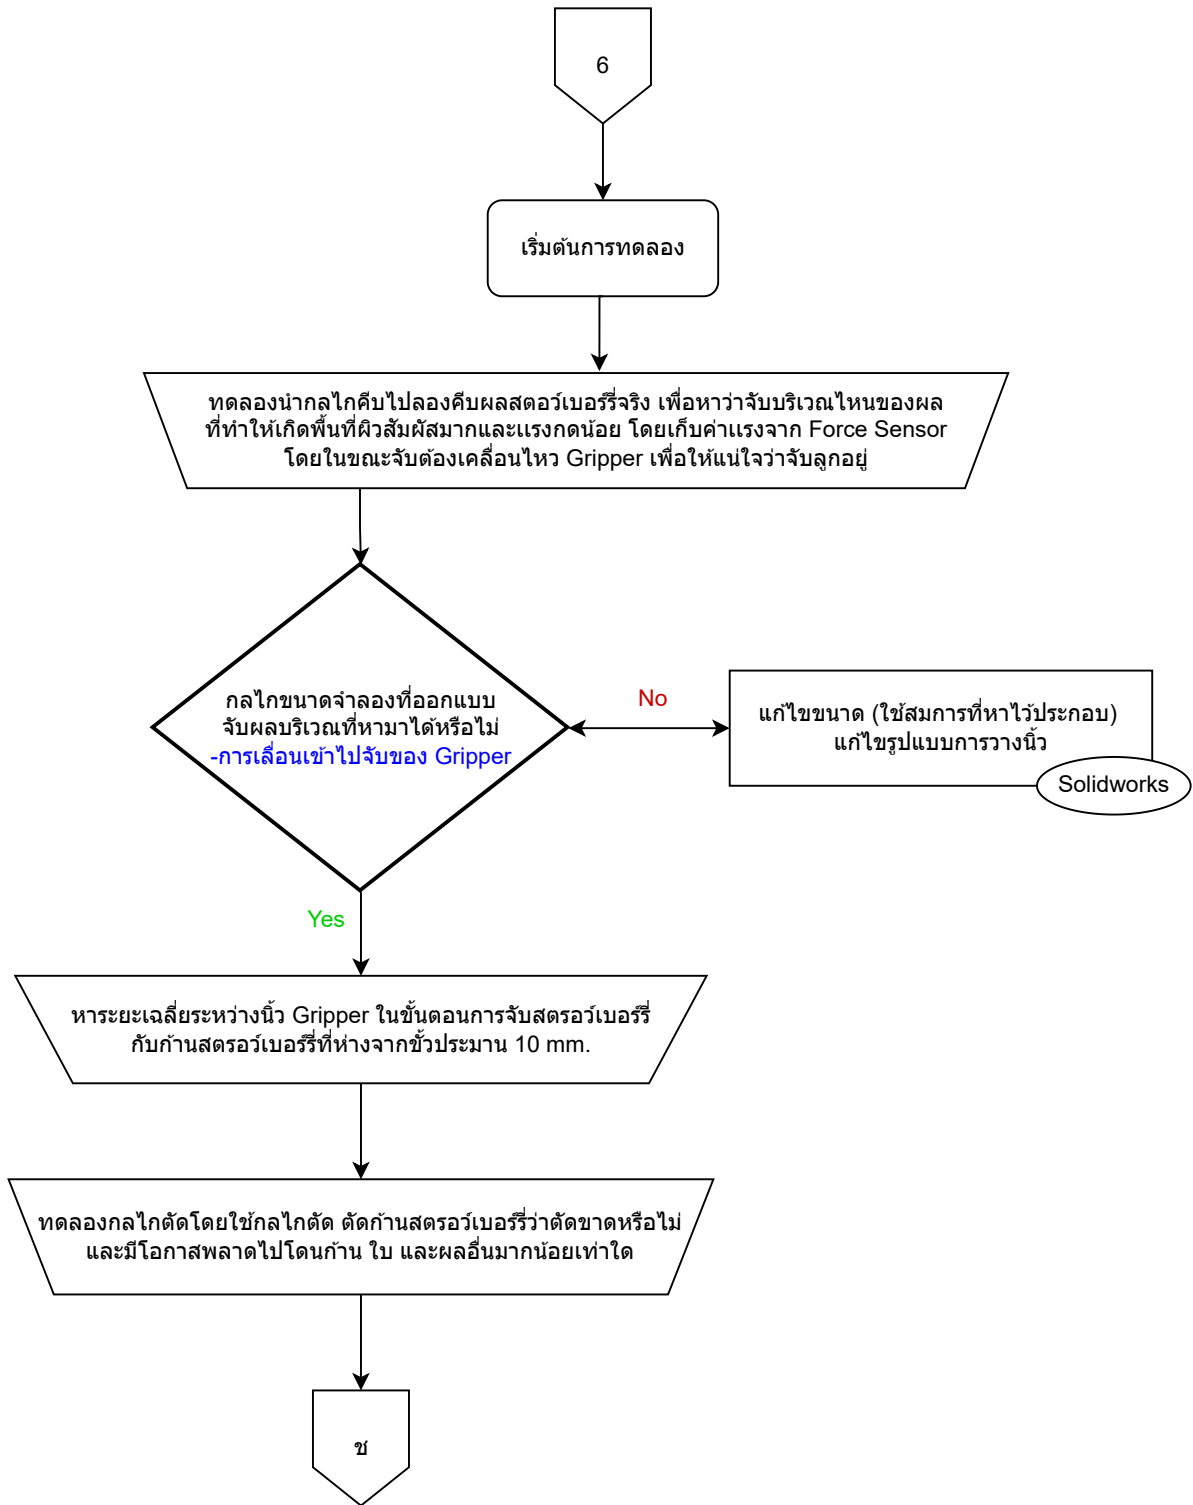 6
เริ่มต้นการทดลอง
ทดลองนำกลไกคีบไปลองคีบผลสตอว์เบอร์รี่จริง เพื่อหาว่าจับบริเวณไหนของผล
ที่ทำให้เกิดพื้นที่ผิวสัมผัสมากและแรงกดน้อย โดยเก็บค่าแรงจาก Force Sensor
โดยในขณะจับต้องเคลื่อนไหว Gripper เพื่อให้แน่ใจว่าจับลูกอยู่
กลไกขนาดจำลองที่ออกแบบ
จับผลบริเวณที่หามาได้หรือไม่
-การเลื่อนเข้าไปจับของ Gripper
No
แก้ไขขนาด (ใช้สมการที่หาไว้ประกอบ)
แก้ไขรูปแบบการวางนิ้ว
Solidworks
Yes
หาระยะเฉลี่ยระหว่างนิ้ว Gripper ในขั้นตอนการจับสตรอว์เบอร์รี่
กับก้านสตรอว์เบอร์รี่ที่ห่างจากขั้วประมาน 10 mm.
ทดลองกลไกตัดโดยใช้กลไกตัด ตัดก้านสตรอว์เบอร์รี่ว่าตัดขาดหรือไม่
และมีโอกาสพลาดไปโดนก้าน ใบ และผลอื่นมากน้อยเท่าใด
ช